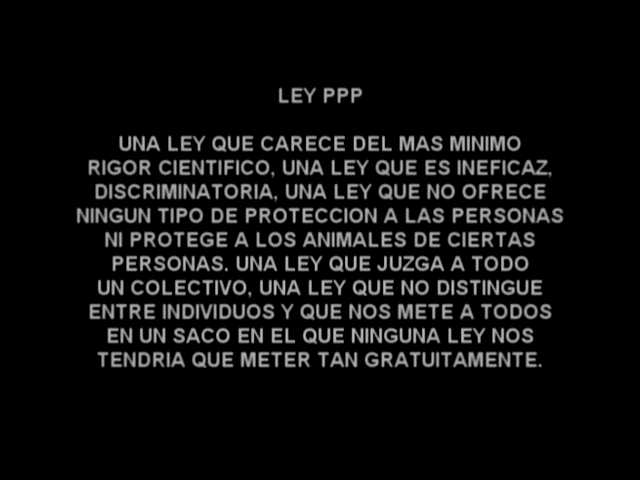 LEY PPP
UNA LEY QUE CARECE DEL MAS MINIMO
RIGOR CIENTIFICO, UNA LEY QUE ES INEFICAZ,
DISCRIMINATORIA, UNA LEY QUE NO OFRECE
NINGUN TIPO DE PROTECCION A LAS PERSONAS
NI PROTEGE A LOS ANIMALES DE CIERTAS
PERSONAS. UNA LEY QUE JUZGA A TODO
UN COLECTIVO, UNA LEY QUE NO DISTINGUE
ENTRE INDIVIDUOS Y QUE NOS METE A TODOS
EN UN SACO EN EL QUE NINGUNA LEY NOS
TENDRIA QUE METER TAN GRATUITAMENTE.